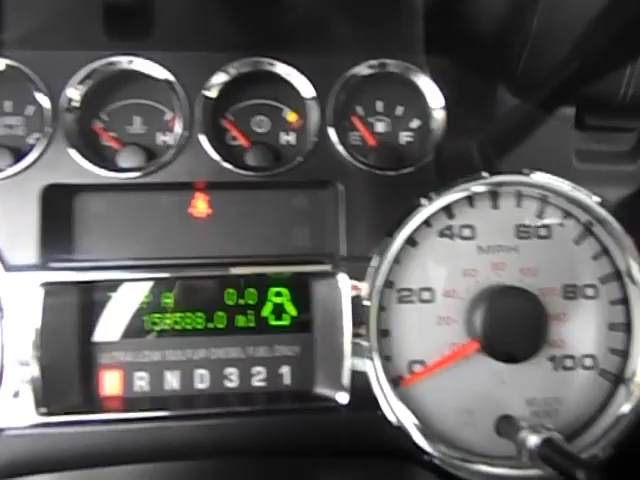 C H
C H
E F
MPH
40 60
20 80
0 100
0.0
158588.0 mi
ULTRA LOW SULFUR DIESEL FUEL ONLY
P R N D 3 2 1